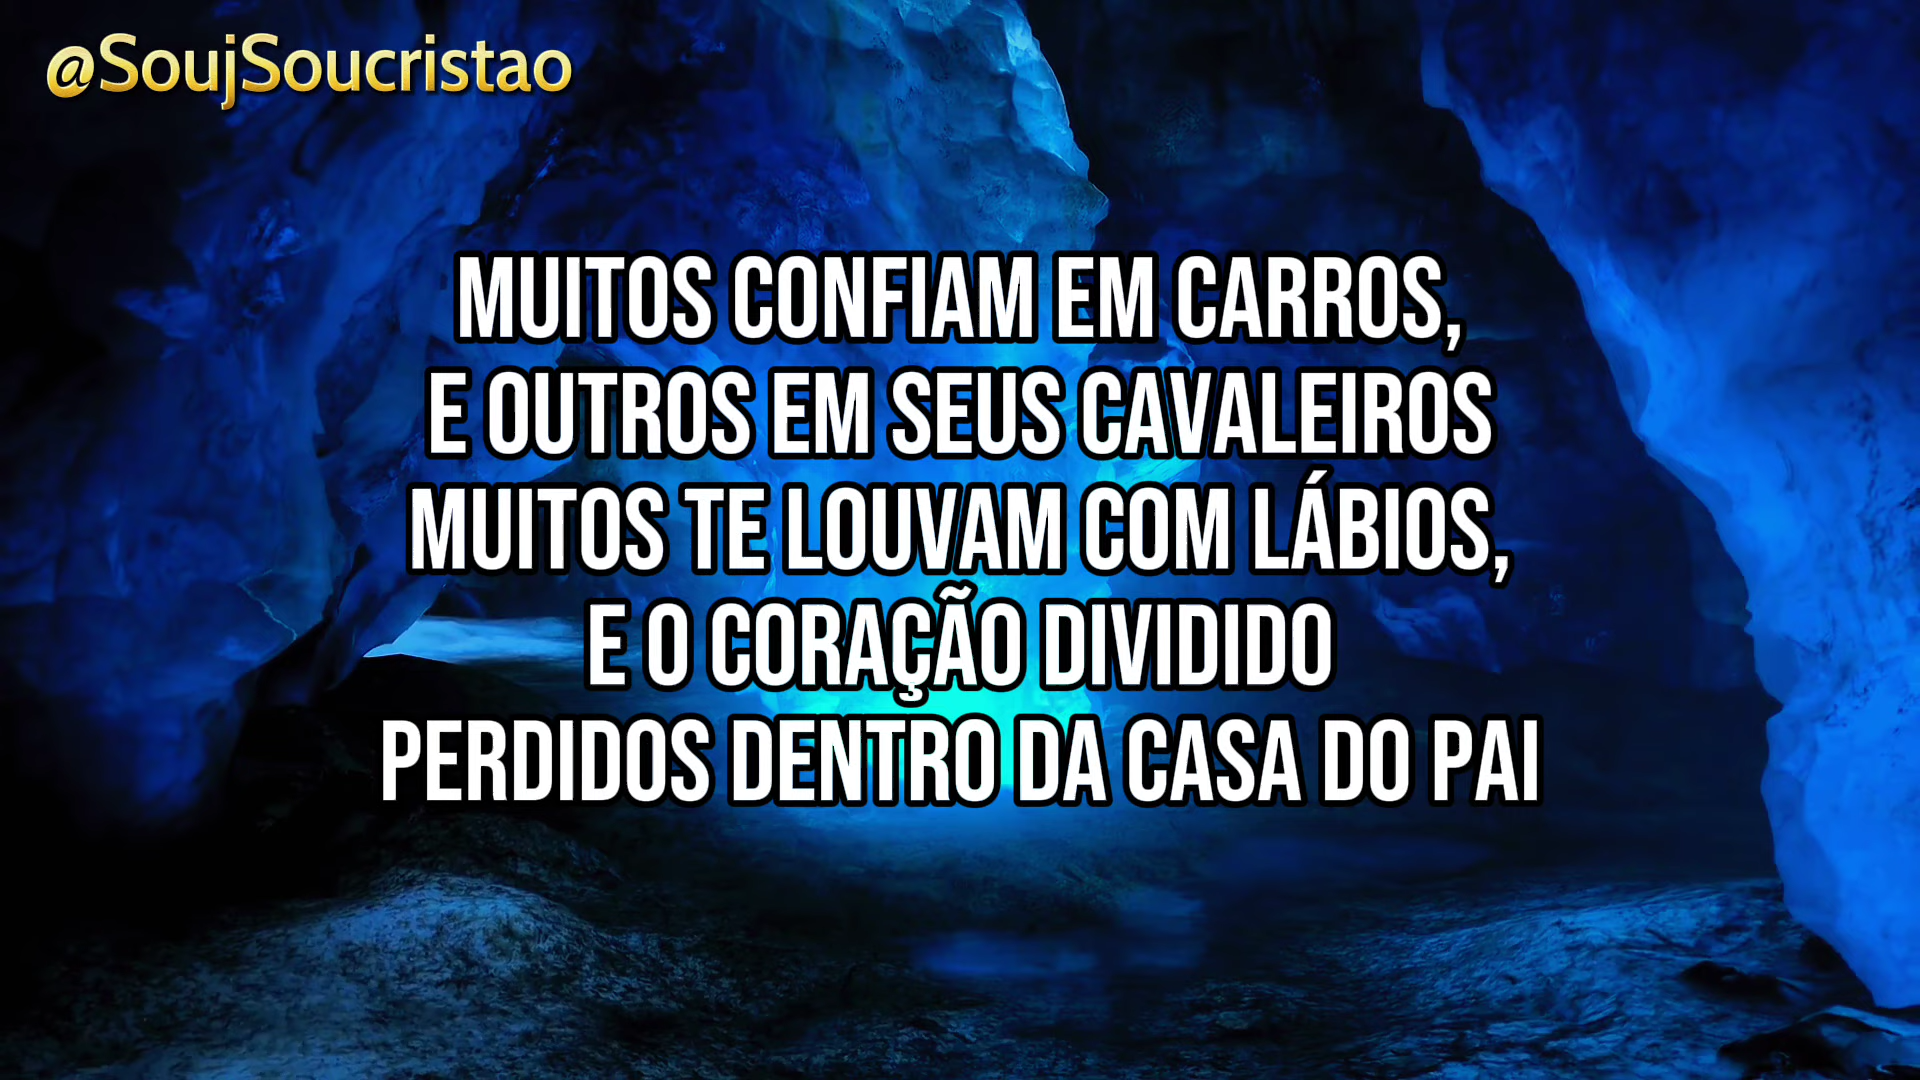 @SoujSoucristao
MUITOS CONFIAM EM CARROS,
E OUTROS EM SEUS CAVALEIROS
MUITOS TE LOUVAM COM LÁBIOS,
E O CORAÇÃO DIVIDIDO
PERDIDOS DENTRO DA CASA DO PAI